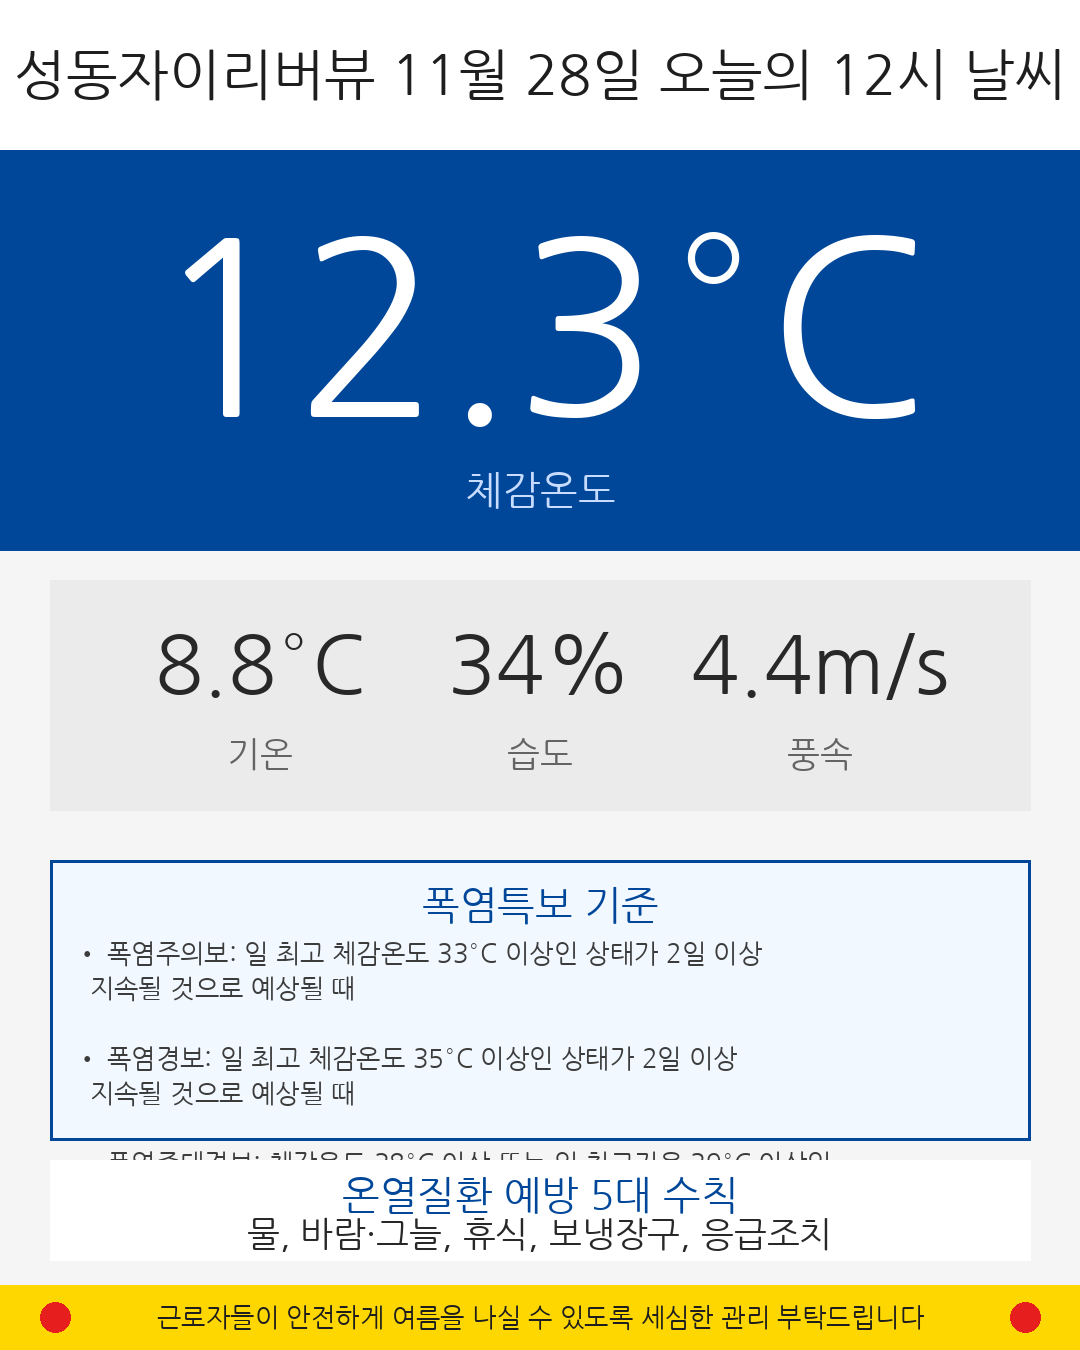 성동자이리버뷰 11월 28일 오늘의 12시 날씨
12.3°C
체감온도
8.8°C 34% 4.4m/s
기온 습도 풍속
폭염특보 기준
• 폭염주의보: 일 최고 체감온도 33°C 이상인 상태가 2일 이상
지속될 것으로 예상될 때
• 폭염경보: 일 최고 체감온도 35°C 이상인 상태가 2일 이상
지속될 것으로 예상될 때
온열질환 예방 5대 수칙
물, 바람·그늘, 휴식, 보냉장구, 응급조치
근로자들이 안전하게 여름을 나실 수 있도록 세심한 관리 부탁드립니다